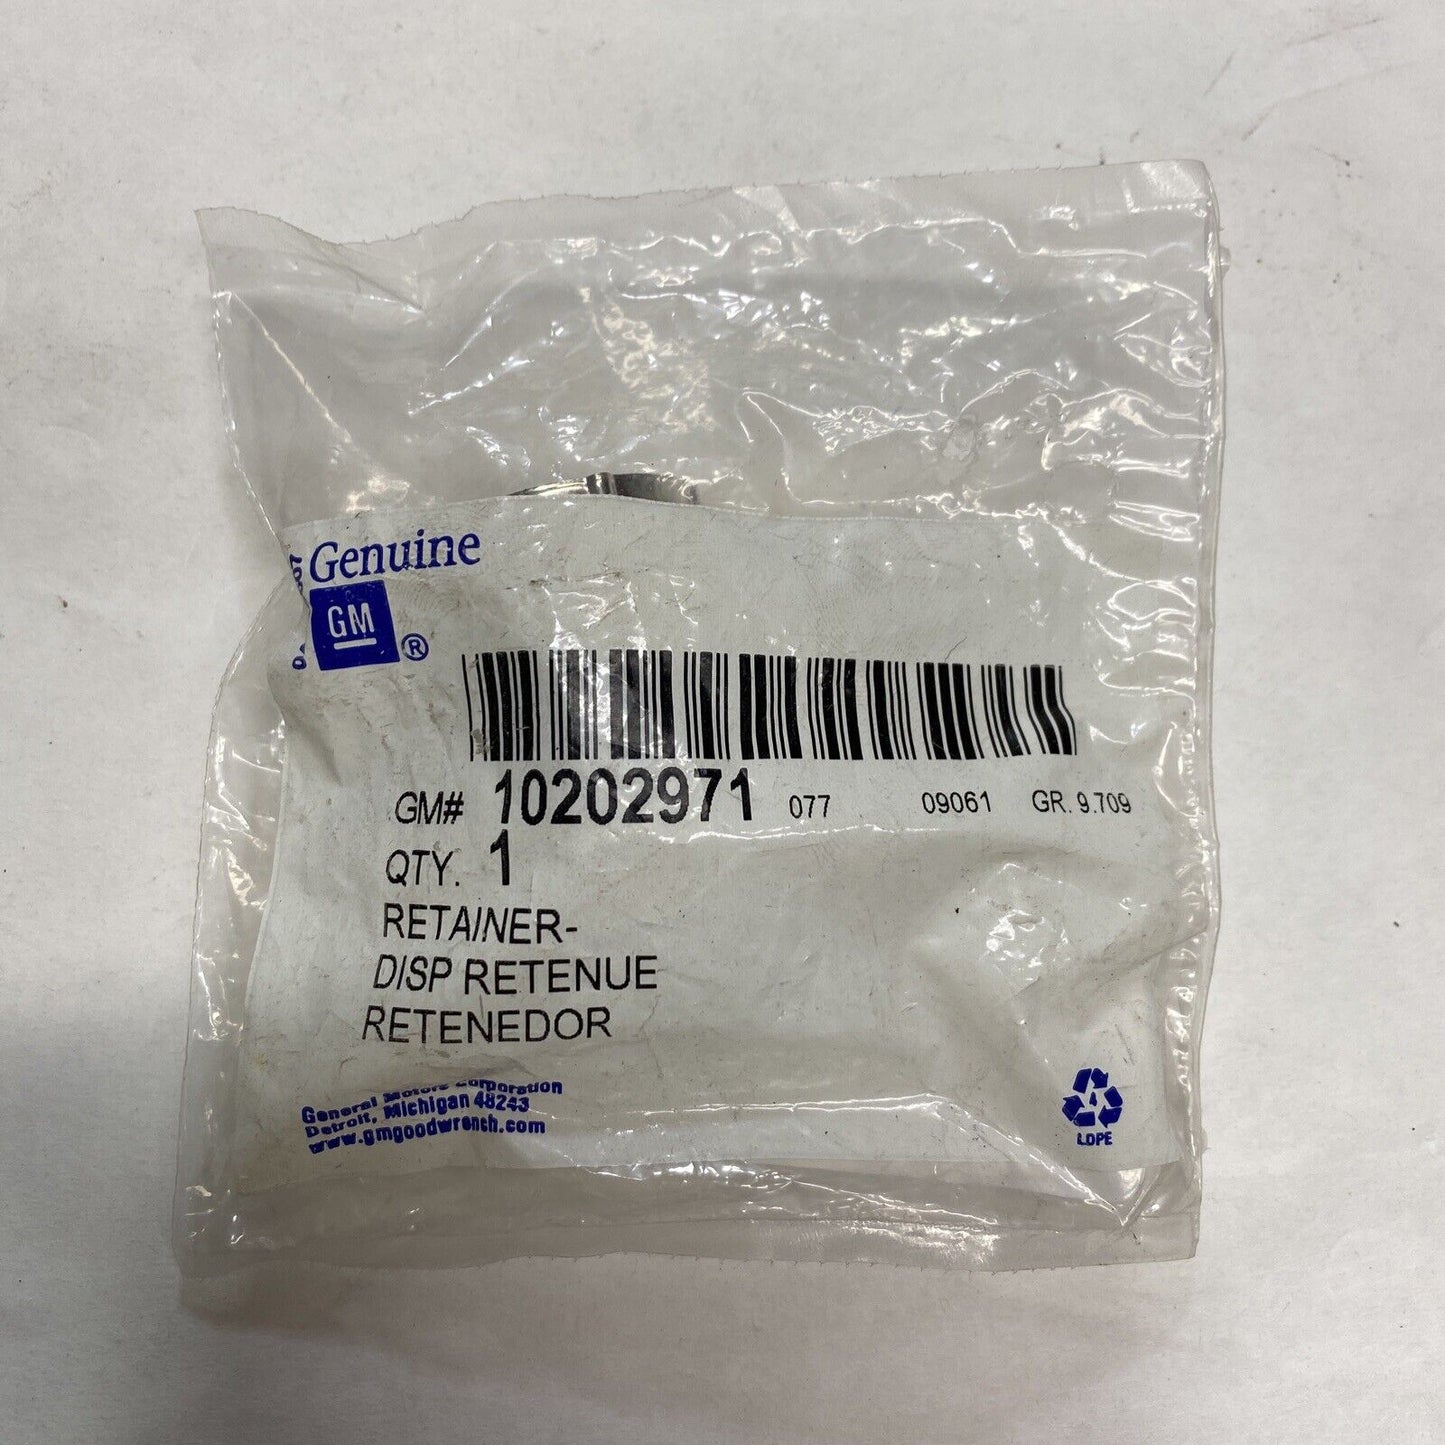 Genuine
GM
®
GM# 10202971 077 09061 GR. 9.709
QTY. 1
RETAINER-
DISP RETENUE
RETENEDOR
General Motors Corporation
Detroit, Michigan 48243
www.gmgoodwrench.com
4
LDPE